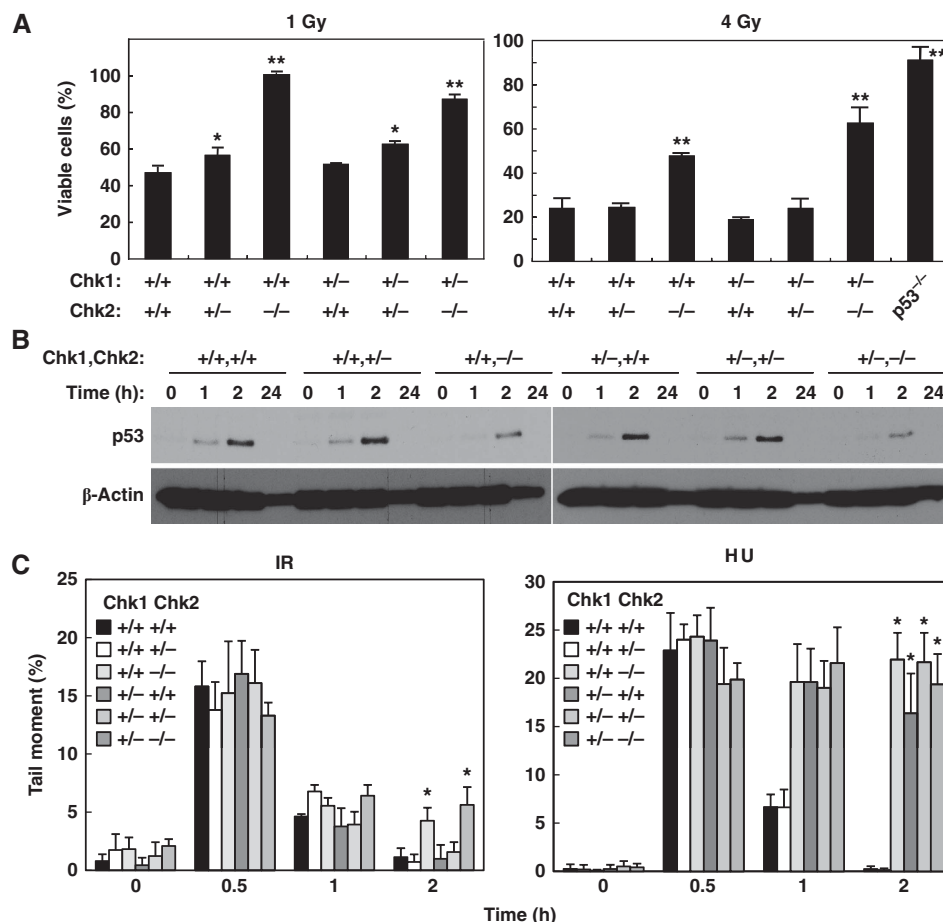 A
1 Gy
4 Gy
Viable cells (%)
100
80
60
40
20
0
* ** * **
100
80
60
40
20
0
** ** **
Chk1: +/+ +/+ +/+ +/– +/– +/– +/+ +/+ +/+ +/– +/– +/–
Chk2: +/+ +/– –/– +/+ +/– –/– +/+ +/– –/– +/+ +/– –/– p53–/–
B
Chk1,Chk2: +/+,+/+ +/+,+/– +/+,–/– +/–,+/+ +/–,+/– +/–,–/–
Time (h): 0 1 2 24 0 1 2 24 0 1 2 24 0 1 2 24 0 1 2 24 0 1 2 24
p53
β-Actin
C
IR
HU
Tail moment (%)
25
20
15
10
5
0
Chk1 Chk2
+/+ +/+
+/+ +/–
+/+ –/–
+/– +/+
+/– +/–
+/– –/–
* *
0 0.5 1 2
30
25
20
15
10
5
0
Chk1 Chk2
+/+ +/+
+/+ +/–
+/+ –/–
+/– +/+
+/– +/–
+/– –/–
* * * *
0 0.5 1 2
Time (h)